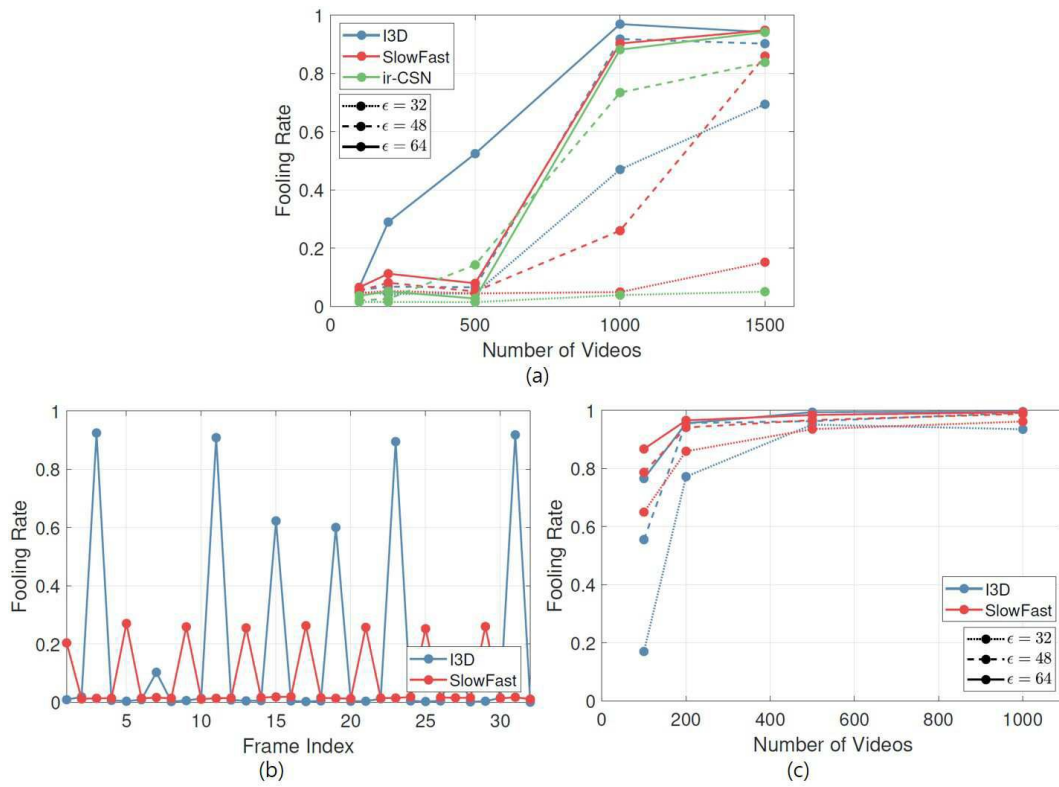 1
0.8
0.6
0.4
0.2
0
Fooling Rate
I3D
SlowFast
ir-CSN
ϵ = 32
ϵ = 48
ϵ = 64
0 500 1000 1500
Number of Videos
(a)
1
0.8
0.6
0.4
0.2
0
Fooling Rate
I3D
SlowFast
5 10 15 20 25 30
Frame Index
(b)
1
0.8
0.6
0.4
0.2
0
Fooling Rate
I3D
SlowFast
ϵ = 32
ϵ = 48
ϵ = 64
0 200 400 600 800 1000
Number of Videos
(c)